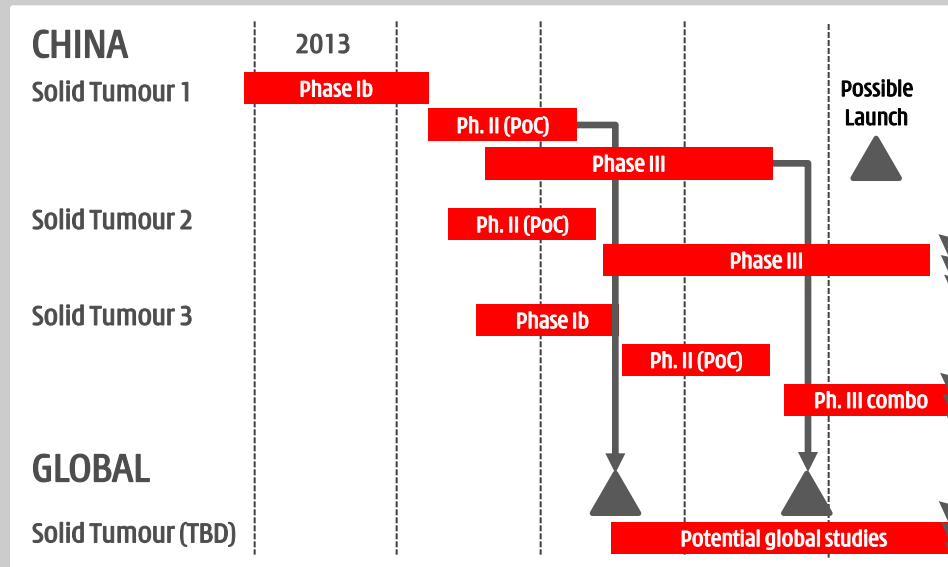 CHINA
2013
Solid Tumour 1
Phase Ib
Possible
Launch
Ph. II (PoC)
Phase III
Solid Tumour 2
Ph. II (PoC)
Phase III
Solid Tumour 3
Phase Ib
Ph. II (PoC)
Ph. III combo
GLOBAL
Solid Tumour (TBD)
Potential global studies